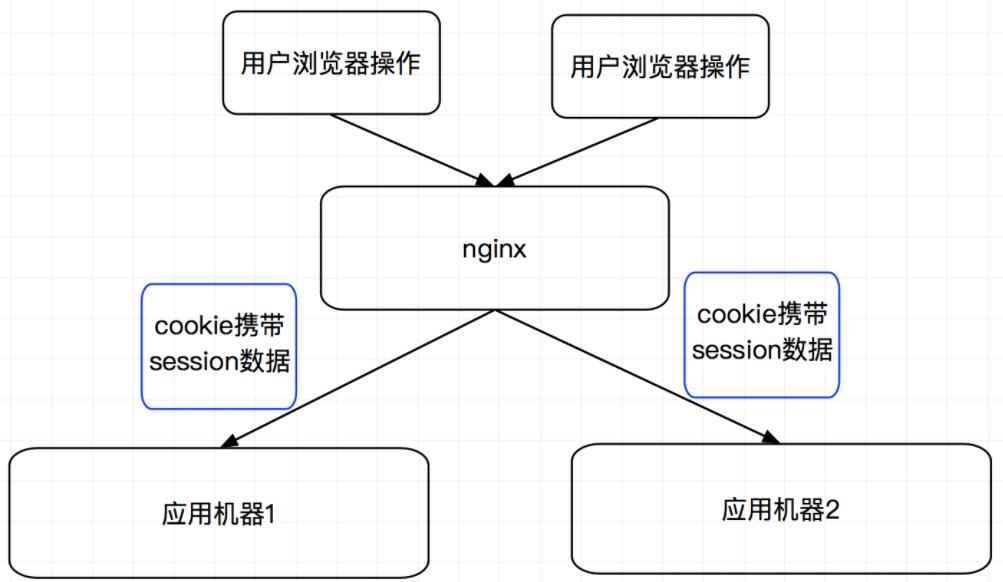 用户浏览器操作
用户浏览器操作
nginx
cookie携带
session数据
cookie携带
session数据
应用机器1
应用机器2